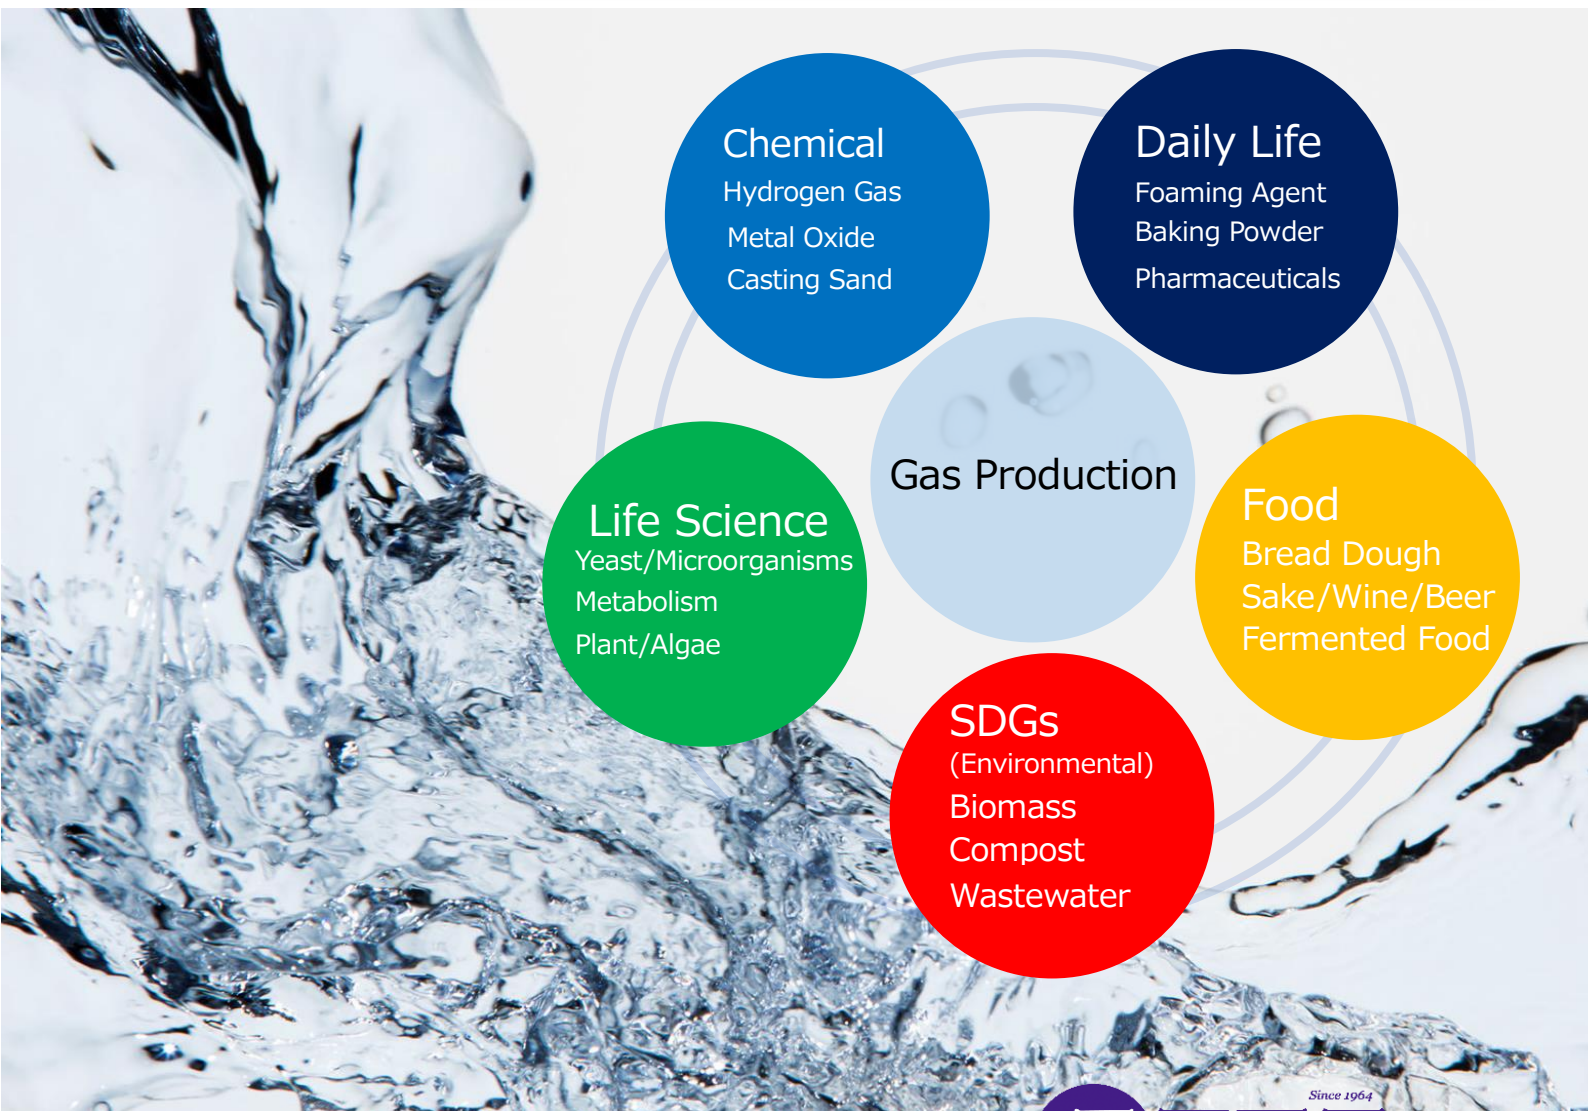 Chemical
Hydrogen Gas
Metal Oxide
Casting Sand
Daily Life
Foaming Agent
Baking Powder
Pharmaceuticals
Gas Production
Life Science
Yeast/Microorganisms
Metabolism
Plant/Algae
Food
Bread Dough
Sake/Wine/Beer
Fermented Food
SDGs
(Environmental)
Biomass
Compost
Wastewater
Since 1964